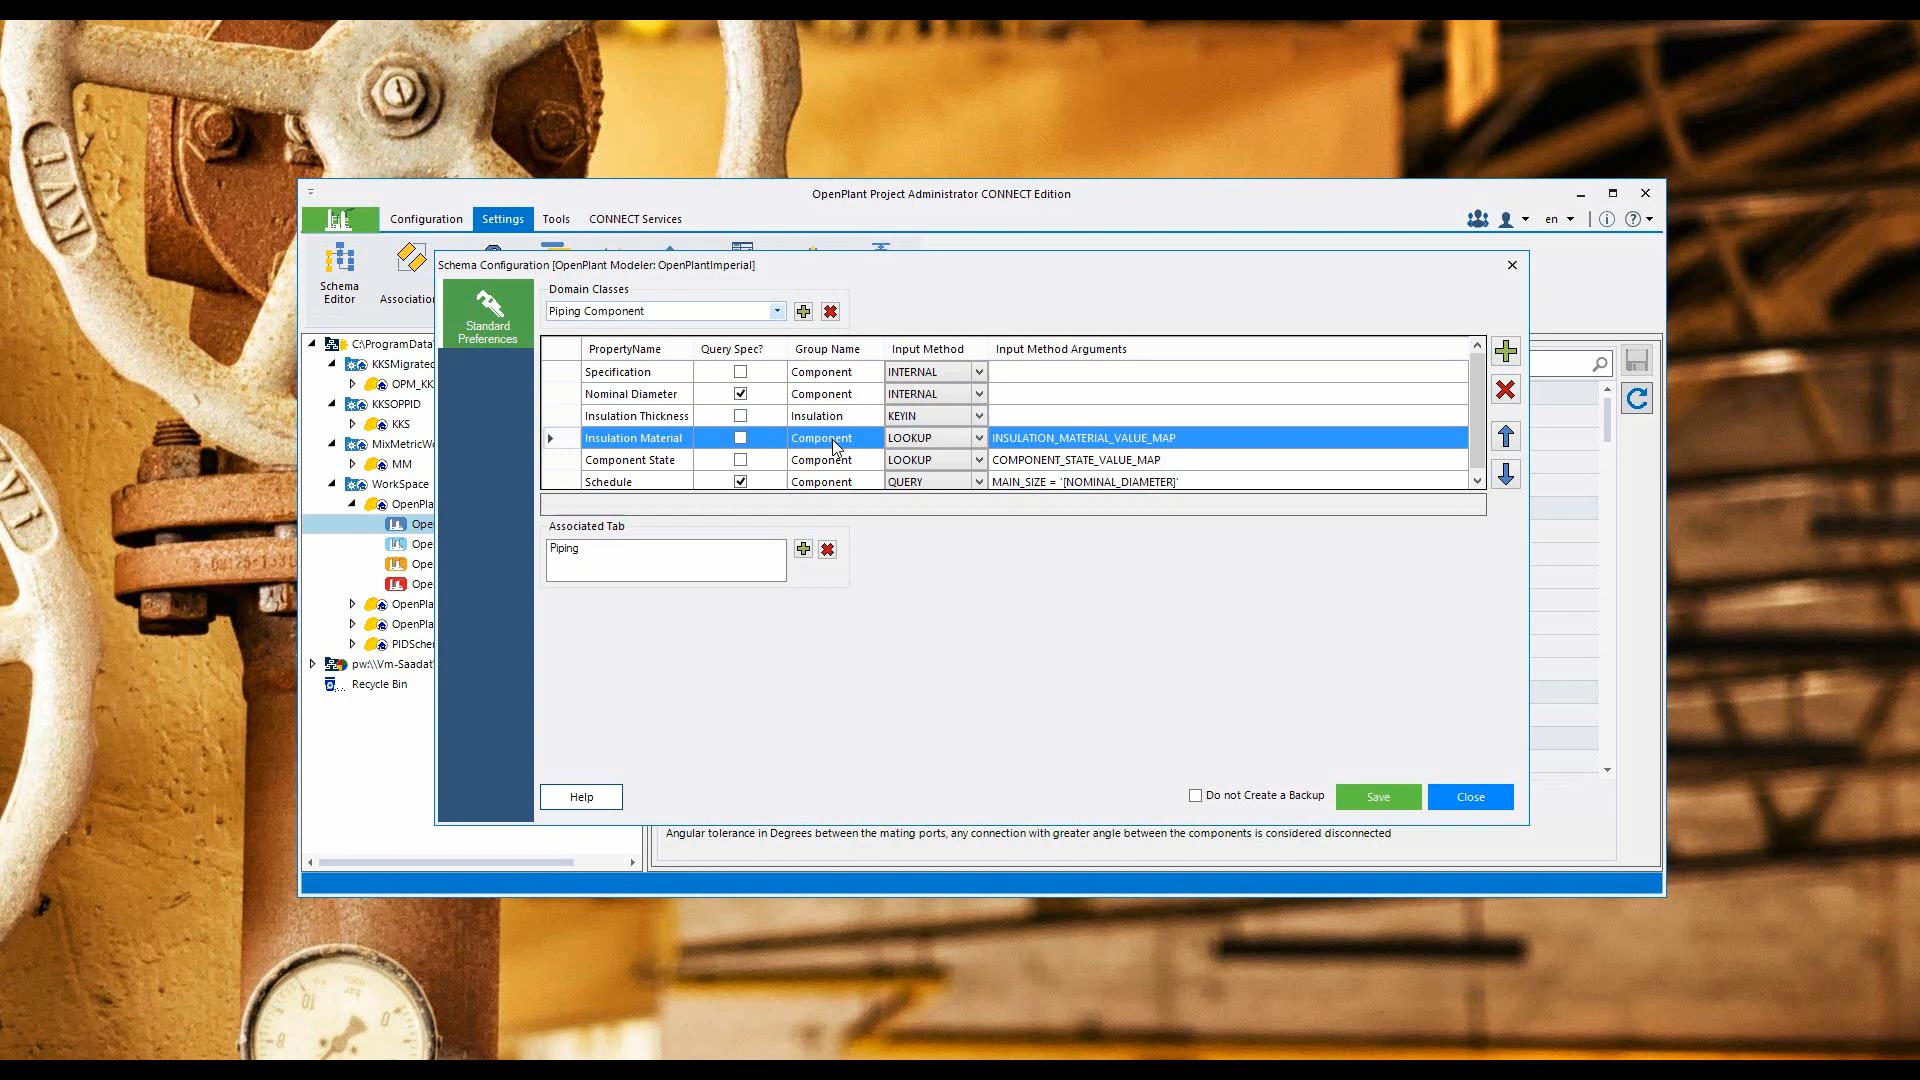 OpenPlant Project Administrator CONNECT Edition
Configuration Settings Tools CONNECT Services
en
Schema
Editor
Association
Schema Configuration [OpenPlant Modeler: OpenPlantImperial]
Standard
Preferences
Domain Classes
Piping Component
PropertyName Query Spec? Group Name Input Method Input Method Arguments
Specification Component INTERNAL
Nominal Diameter Component INTERNAL
Insulation Thickness Insulation KEYIN
Insulation Material Component LOOKUP INSULATION_MATERIAL_VALUE_MAP
Component State Component LOOKUP COMPONENT_STATE_VALUE_MAP
Schedule Component QUERY MAIN_SIZE = '[NOMINAL_DIAMETER]'
Associated Tab
Piping
Help
Do not Create a Backup
Save
Close
C:\ProgramData\
KKSMigrated
OPM_KK
KKSOPPID
KKS
MixMetricWo
MM
WorkSpace
OpenPla
Ope
Ope
Ope
Ope
OpenPla
OpenPla
PIDSchen
pw:\\Vm-Saadat
Recycle Bin
Angular tolerance in Degrees between the mating ports, any connection with greater angle between the components is considered disconnected